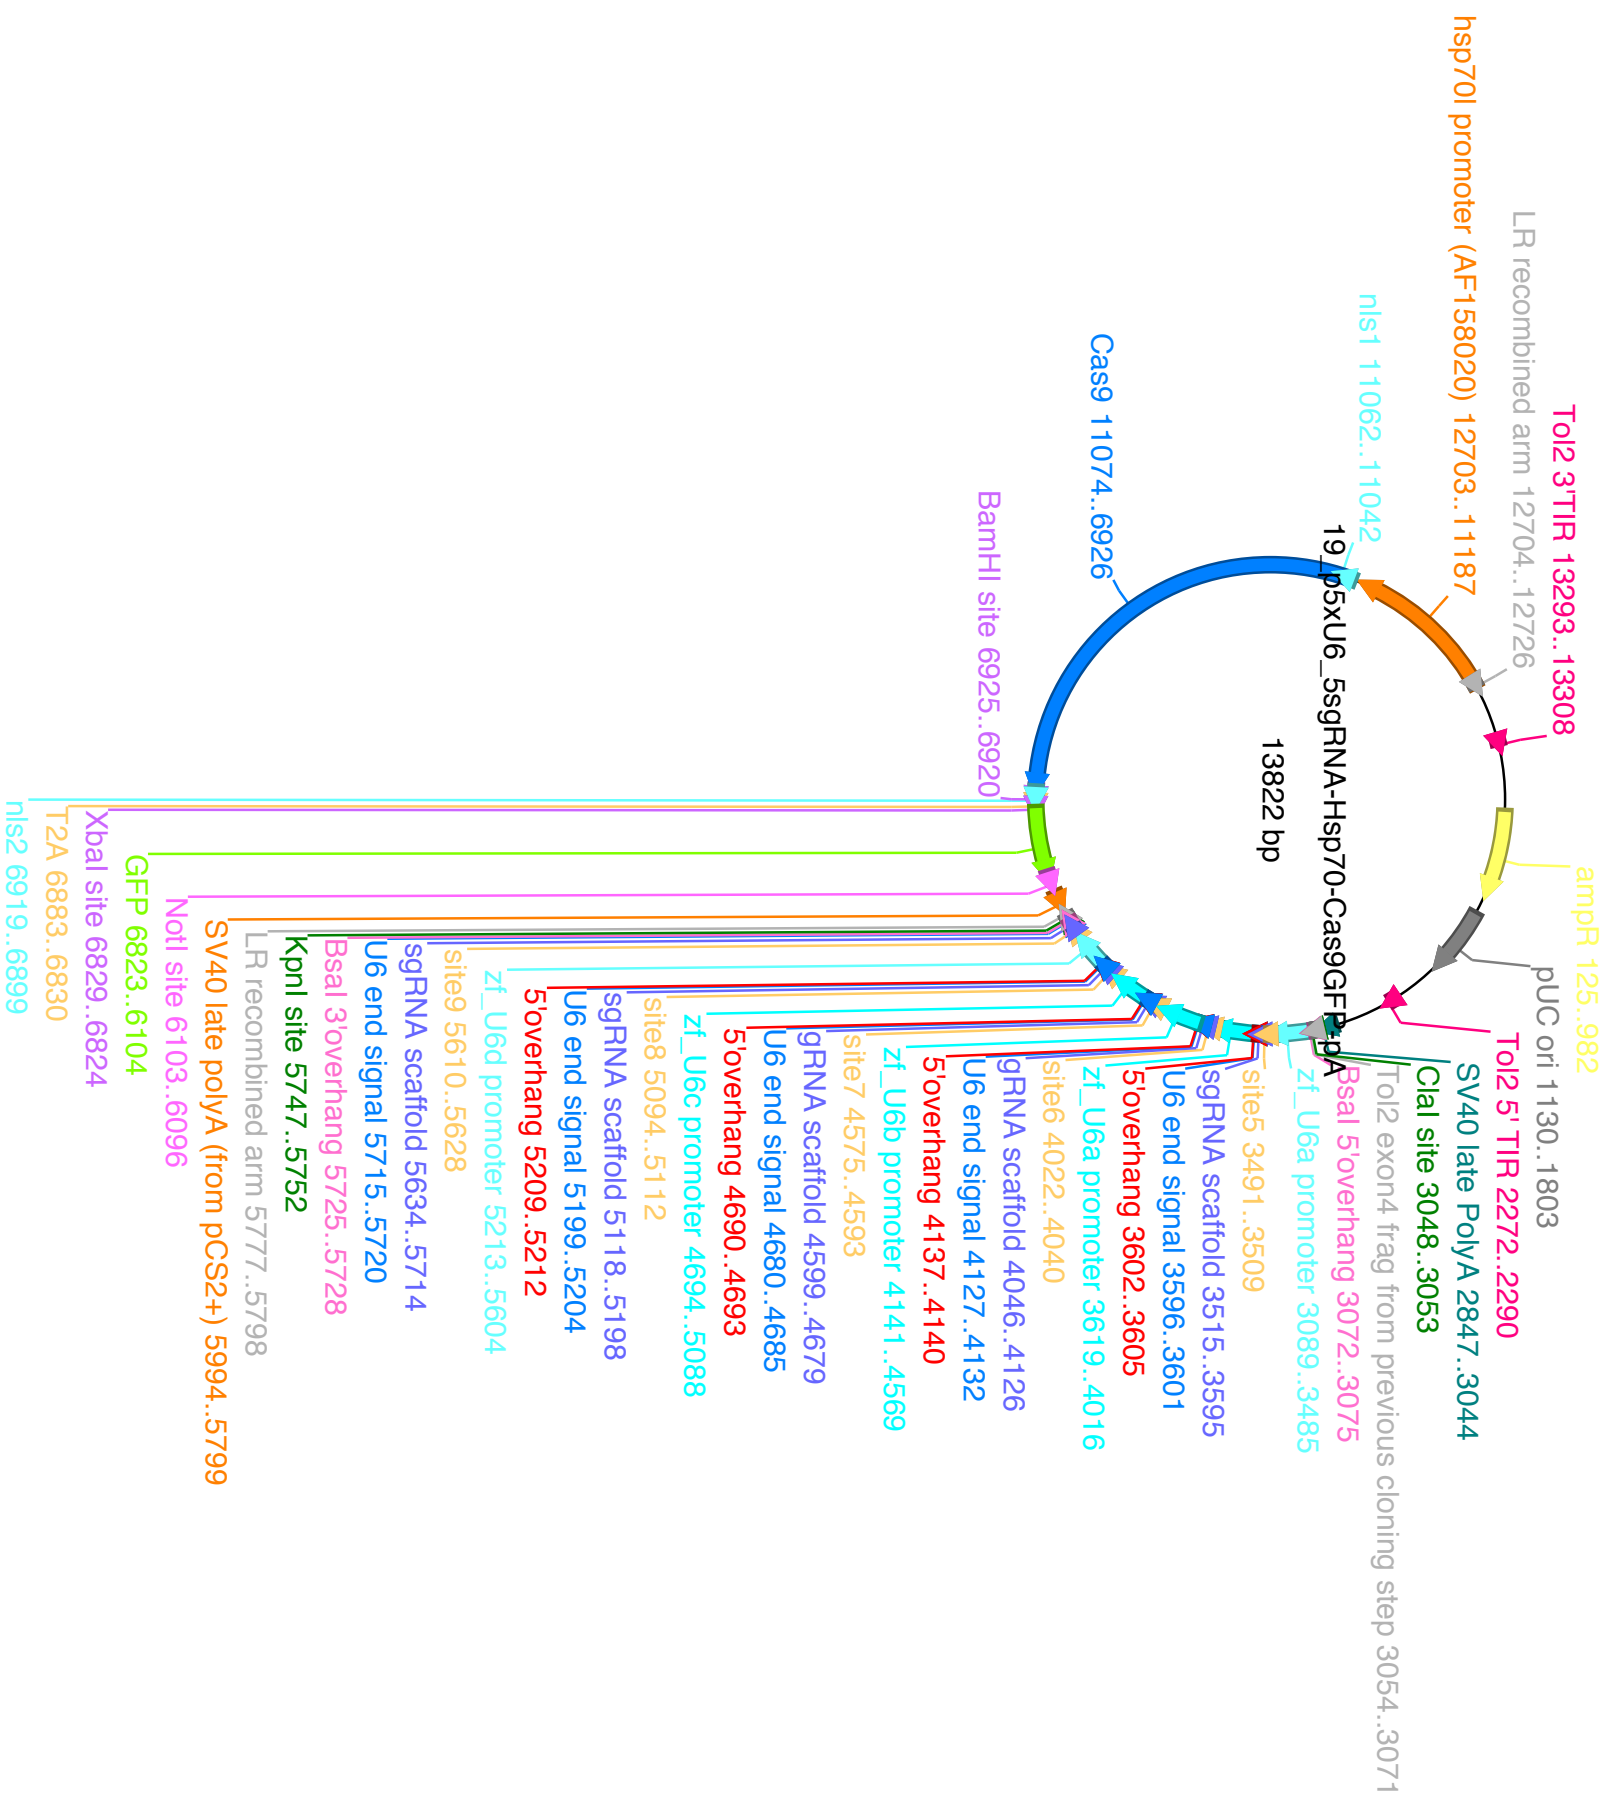 ampR 125..982
pUC ori 1130..1803
Tol2 5' TIR 2272..2290
SV40 late PolyA 2847..3044
ClaI site 3048..3053
Tol2 exon4 frag from previous cloning step 3054..3071
BsaI 5'overhang 3072..3075
zf_U6a promoter 3089..3485
site5 3491..3509
sgRNA scaffold 3515..3595
U6 end signal 3596..3601
5'overhang 3602..3605
zf_U6a promoter 3619..4016
site6 4022..4040
gRNA scaffold 4046..4126
U6 end signal 4127..4132
5'overhang 4137..4140
zf_U6b promoter 4141..4569
site7 4575..4593
gRNA scaffold 4599..4679
U6 end signal 4680..4685
5'overhang 4690..4693
zf_U6c promoter 4694..5088
site8 5094..5112
sgRNA scaffold 5118..5198
U6 end signal 5199..5204
5'overhang 5209..5212
zf_U6d promoter 5213..5604
site9 5610..5628
sgRNA scaffold 5634..5714
U6 end signal 5715..5720
BsaI 3'overhang 5725..5728
KpnI site 5747..5752
LR recombined arm 5777..5798
SV40 late polyA (from pCS2+) 5994..5799
NotI site 6103..6096
GFP 6823..6104
XbaI site 6829..6824
T2A 6883..6830
nls2 6919..6899
BamHI site 6925..6920
Cas9 11074..6926
nls1 11062..11042
hsp70l promoter (AF158020) 12703..11187
LR recombined arm 12704..12726
Tol2 3'TIR 13293..13308
19_p5xU6_5sgRNA-Hsp70-Cas9GFP-pA
13822 bp